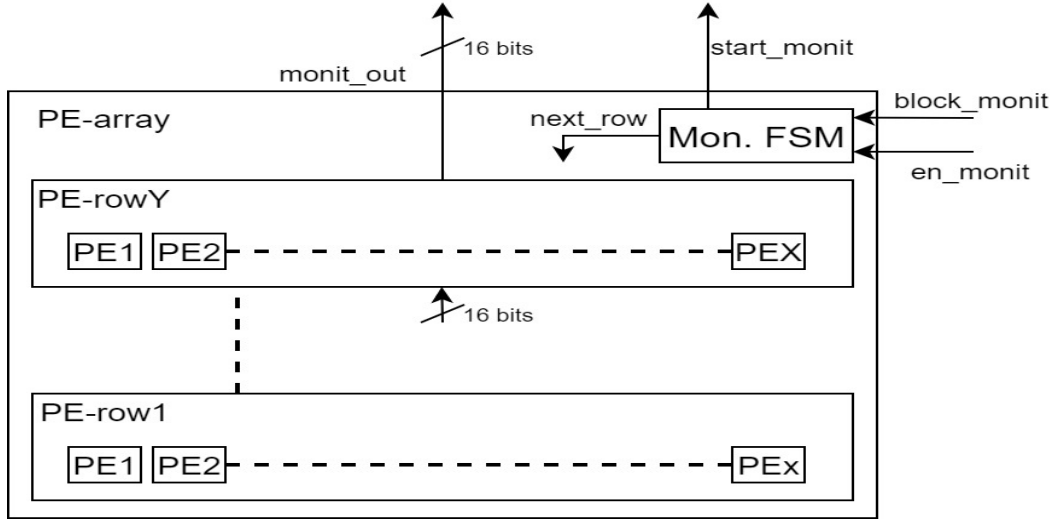 16 bits
start_monit
monit_out
block_monit
PE-array
next_row
Mon. FSM
en_monit
PE-rowY
PE1 PE2 PEX
16 bits
PE-row1
PE1 PE2 PEx